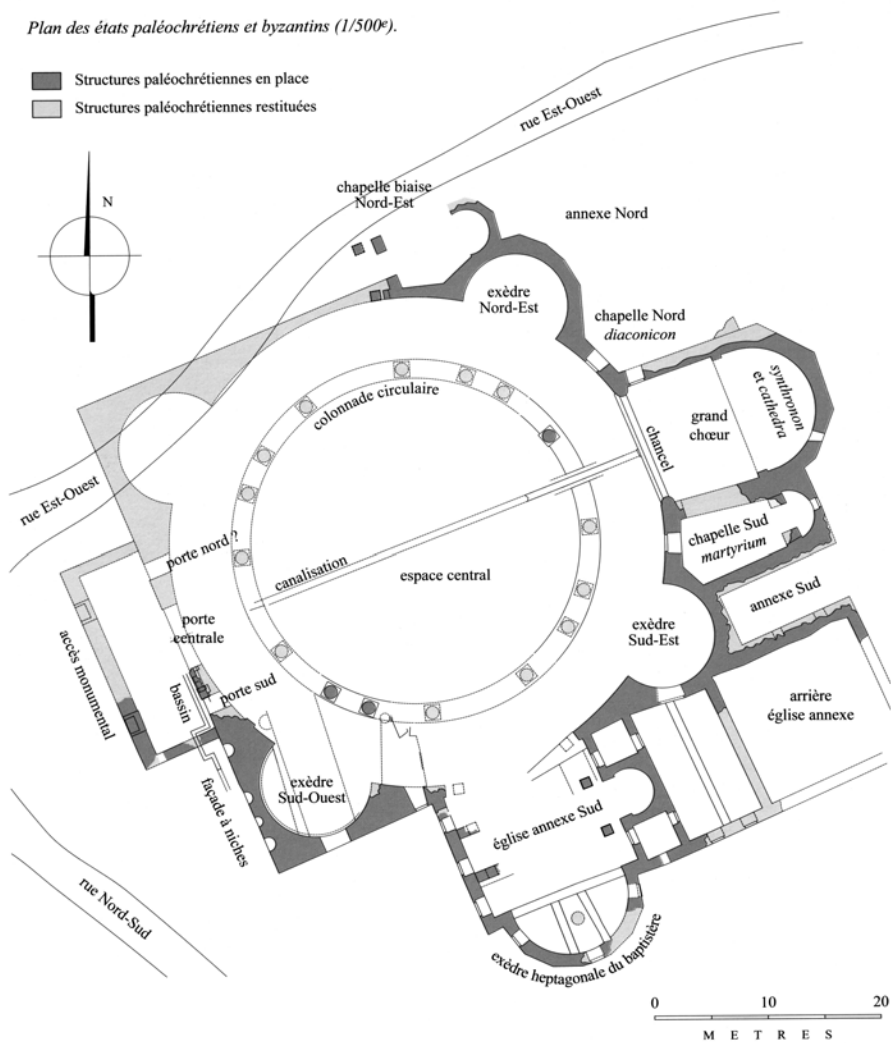 Plan des états paléochrétiens et byzantins (1/500e).
Structures paléochrétiennes en place
Structures paléochrétiennes restituées
N
rue Est-Ouest
chapelle biaise
Nord-Est
annexe Nord
exèdre
Nord-Est
chapelle Nord
diaconicon
colonnade circulaire
synthronon
et cathedra
grand
chœur
chancel
rue Est-Ouest
porte nord ?
canalisation
espace central
chapelle Sud
martyrium
annexe Sud
porte
centrale
exèdre
Sud-Est
accès monumental
bassin
porte sud
arrière
église annexe
exèdre
Sud-Ouest
façade à niches
église annexe Sud
rue Nord-Sud
exèdre heptagonale du baptistère
0 10 20
M E T R E S